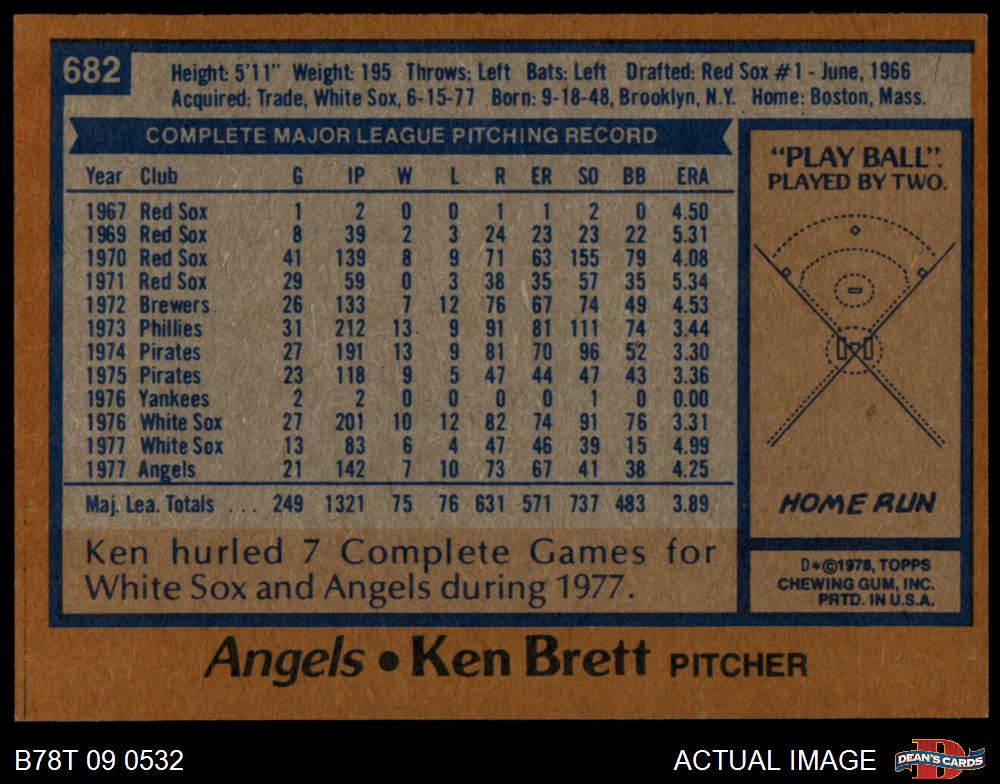 682
Height: 5'11" Weight: 195 Throws: Left Bats: Left Drafted: Red Sox #1 - June, 1966
Acquired: Trade, White Sox, 6-15-77 Born: 9-18-48, Brooklyn, N.Y. Home: Boston, Mass.
COMPLETE MAJOR LEAGUE PITCHING RECORD
Year Club G IP W L R ER SO BB ERA
1967 Red Sox 1 2 0 0 1 1 2 0 4.50
1969 Red Sox 8 39 2 3 24 23 23 22 5.31
1970 Red Sox 41 139 8 9 71 63 155 79 4.08
1971 Red Sox 29 59 0 3 38 35 57 35 5.34
1972 Brewers 26 133 7 12 76 67 74 49 4.53
1973 Phillies 31 212 13 9 91 81 111 74 3.44
1974 Pirates 27 191 13 9 81 70 96 52 3.30
1975 Pirates 23 118 9 5 47 44 47 43 3.36
1976 Yankees 2 2 0 0 0 0 1 0 0.00
1976 White Sox 27 201 10 12 82 74 91 76 3.31
1977 White Sox 13 83 6 4 47 46 39 15 4.99
1977 Angels 21 142 7 10 73 67 41 38 4.25
Maj. Lea. Totals ... 249 1321 75 76 631 571 737 483 3.89
Ken hurled 7 Complete Games for
White Sox and Angels during 1977.
"PLAY BALL".
PLAYED BY TWO.
HOME RUN
D*©1978, TOPPS
CHEWING GUM, INC.
PRTD. IN U.S.A.
Angels • Ken Brett PITCHER
B78T 09 0532
ACTUAL IMAGE
D
DEAN'S CARDS